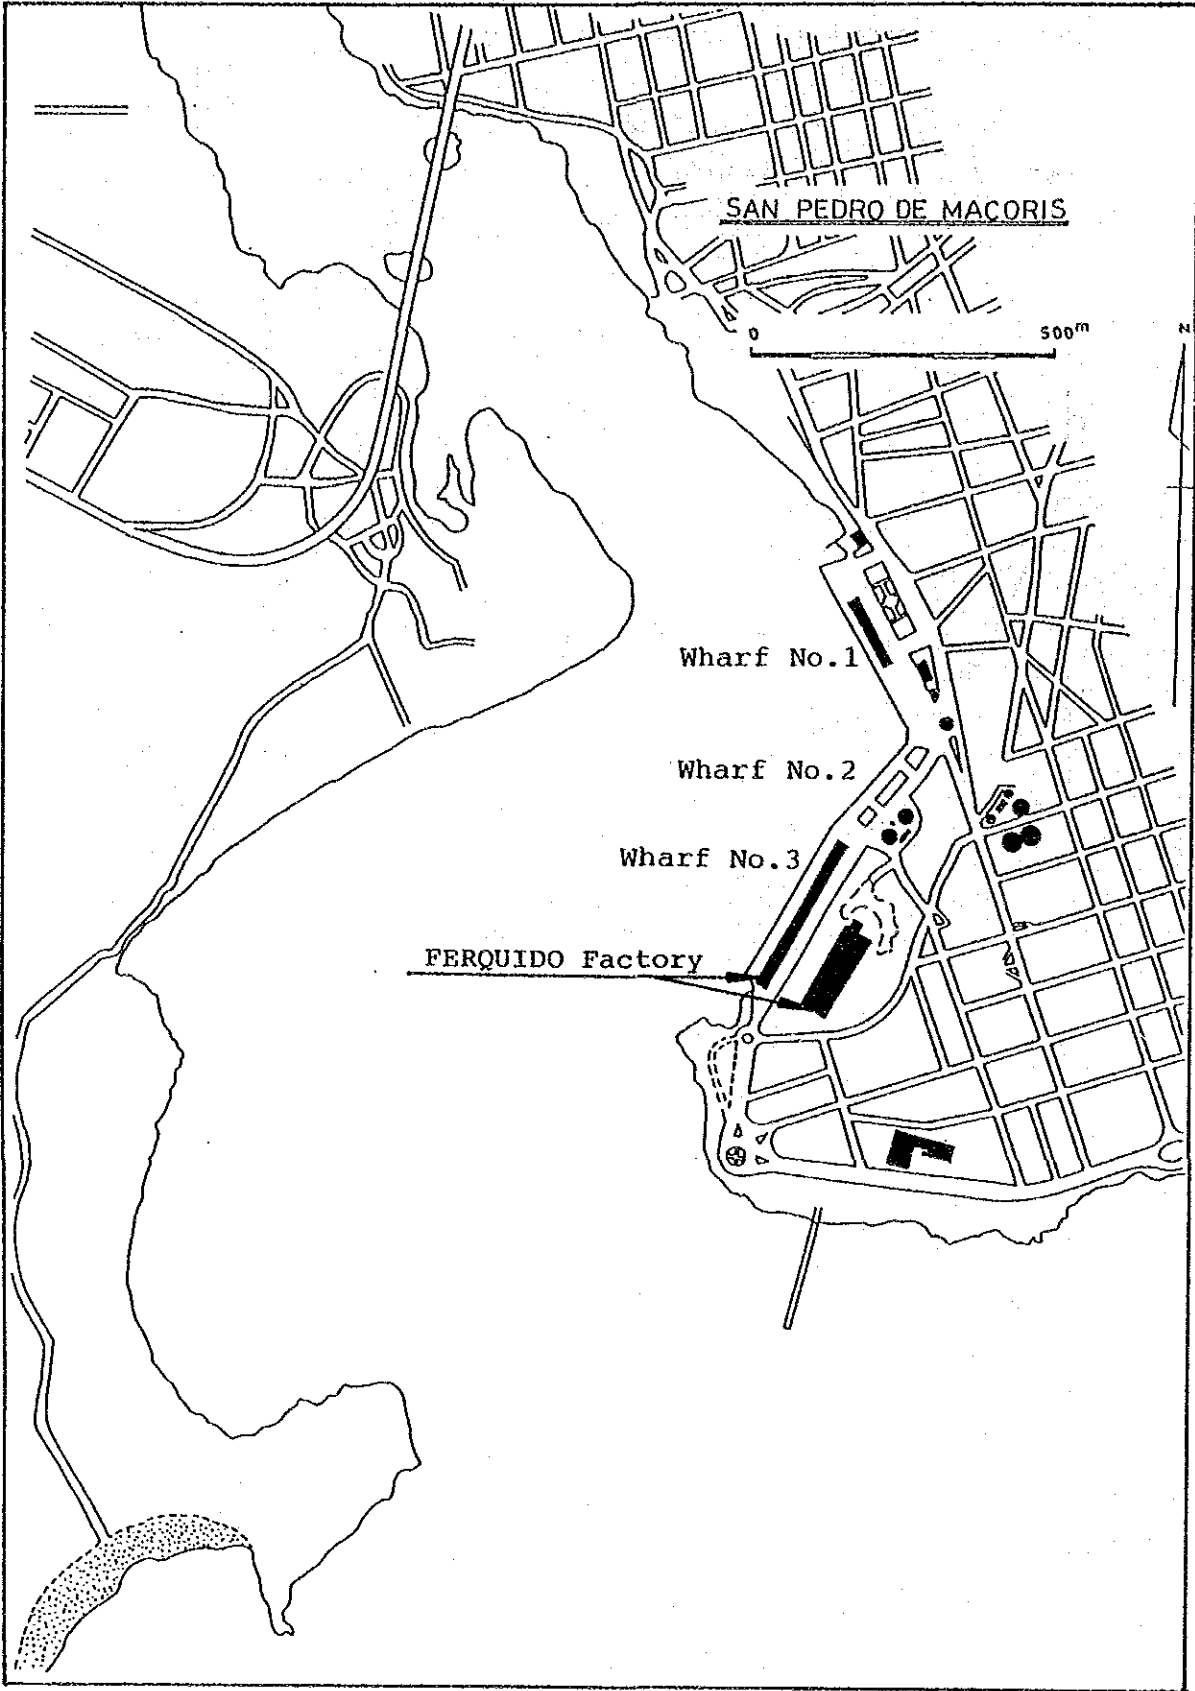 SAN PEDRO DE MACORIS
0 500m
N
Wharf No.1
Wharf No.2
Wharf No.3
FERQUIDO Factory